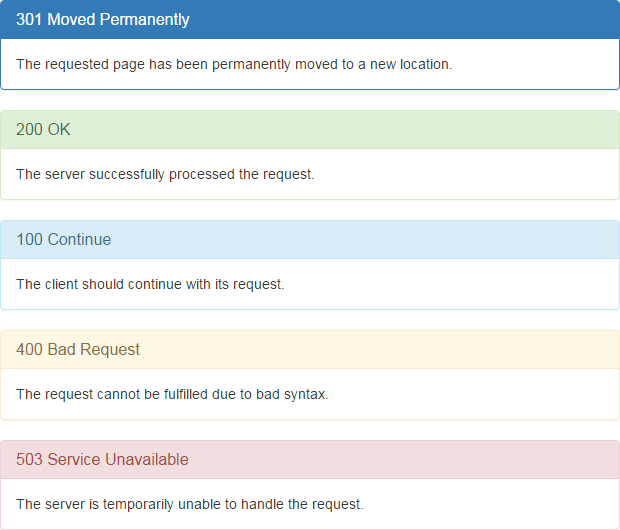 301 Moved Permanently
The requested page has been permanently moved to a new location.
200 OK
The server successfully processed the request.
100 Continue
The client should continue with its request.
400 Bad Request
The request cannot be fulfilled due to bad syntax.
503 Service Unavailable
The server is temporarily unable to handle the request.